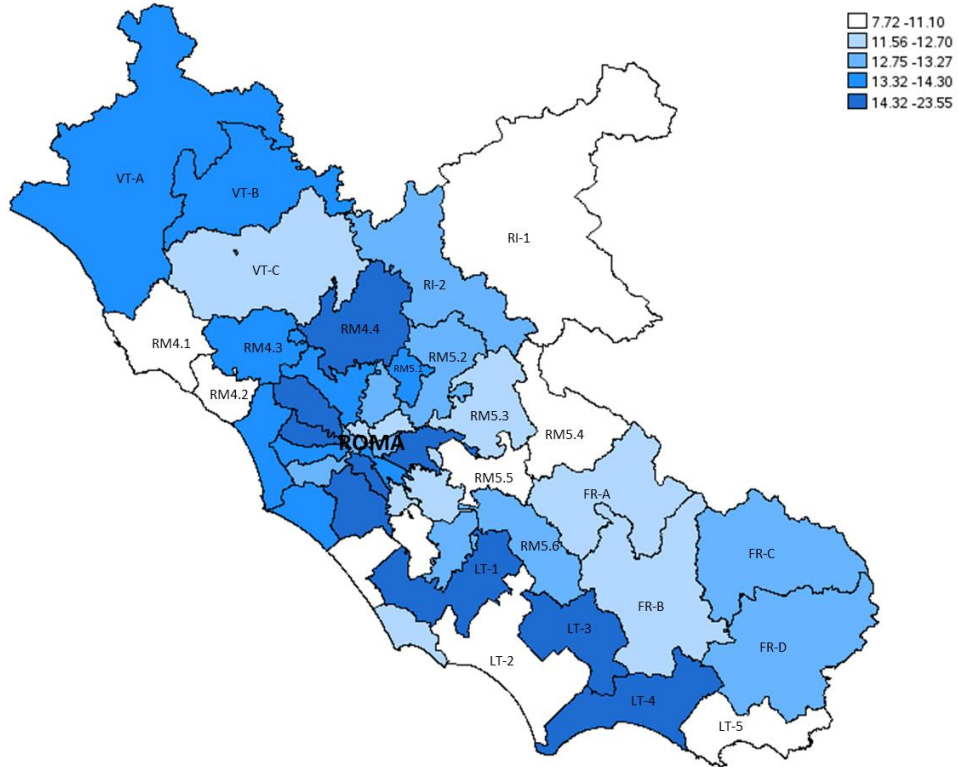 7.72 -11.10
11.56 -12.70
12.75 -13.27
13.32 -14.30
14.32 -23.55
VT-A
VT-B
RI-1
VT-C
RI-2
RM4.4
RM4.1
RM4.3
RM5.2
RM5.1
RM4.2
RM5.3
ROMA
RM5.4
RM5.5
FR-A
RM5.6
FR-C
LT-1
FR-B
LT-3
FR-D
LT-2
LT-4
LT-5